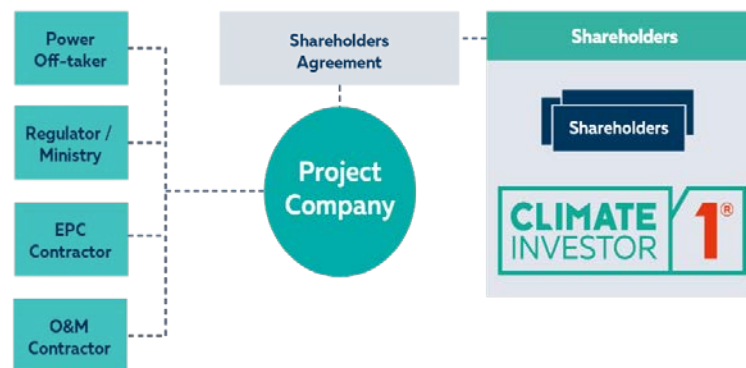 Power
Off-taker
Regulator /
Ministry
EPC
Contractor
O&M
Contractor
Shareholders
Agreement
Project
Company
Shareholders
Shareholders
CLIMATE
INVESTOR
1®